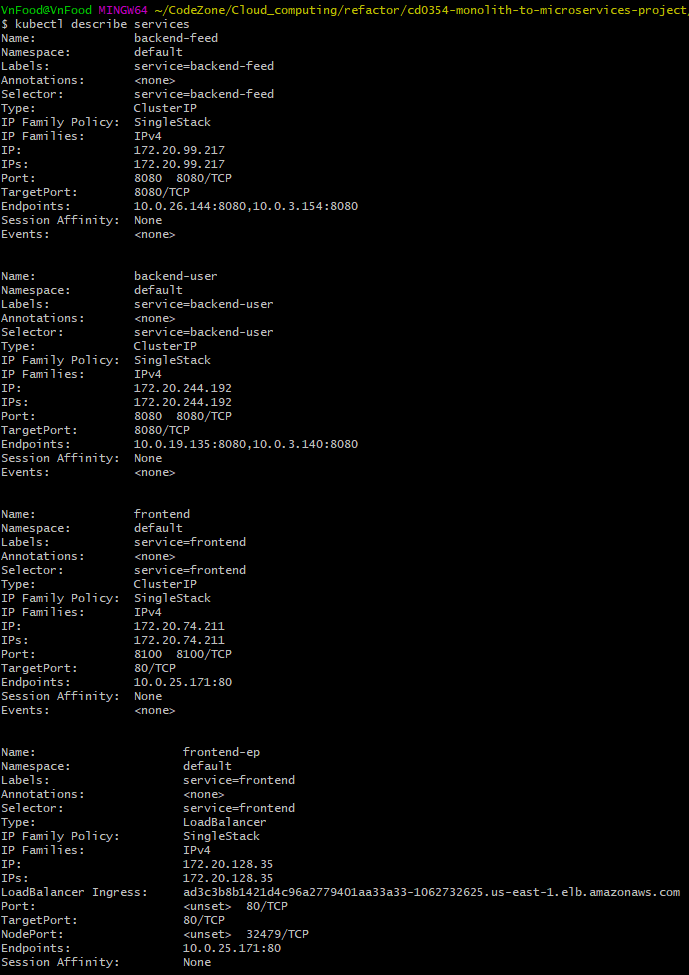 VnFood@VnFood MINGW64 ~/CodeZone/Cloud_computing/refactor/cd0354-monolith-to-microservices-project/
$ kubectl describe services
Name:              backend-feed
Namespace:         default
Labels:            service=backend-feed
Annotations:       <none>
Selector:          service=backend-feed
Type:              ClusterIP
IP Family Policy:  SingleStack
IP Families:       IPv4
IP:                172.20.99.217
IPs:               172.20.99.217
Port:              8080  8080/TCP
TargetPort:        8080/TCP
Endpoints:         10.0.26.144:8080,10.0.3.154:8080
Session Affinity:  None
Events:            <none>

Name:              backend-user
Namespace:         default
Labels:            service=backend-user
Annotations:       <none>
Selector:          service=backend-user
Type:              ClusterIP
IP Family Policy:  SingleStack
IP Families:       IPv4
IP:                172.20.244.192
IPs:               172.20.244.192
Port:              8080  8080/TCP
TargetPort:        8080/TCP
Endpoints:         10.0.19.135:8080,10.0.3.140:8080
Session Affinity:  None
Events:            <none>

Name:              frontend
Namespace:         default
Labels:            service=frontend
Annotations:       <none>
Selector:          service=frontend
Type:              ClusterIP
IP Family Policy:  SingleStack
IP Families:       IPv4
IP:                172.20.74.211
IPs:               172.20.74.211
Port:              8100  8100/TCP
TargetPort:        80/TCP
Endpoints:         10.0.25.171:80
Session Affinity:  None
Events:            <none>

Name:                     frontend-ep
Namespace:                default
Labels:                   service=frontend
Annotations:              <none>
Selector:                 service=frontend
Type:                     LoadBalancer
IP Family Policy:         SingleStack
IP Families:              IPv4
IP:                       172.20.128.35
IPs:                      172.20.128.35
LoadBalancer Ingress:     ad3c3b8b1421d4c96a2779401aa33a33-1062732625.us-east-1.elb.amazonaws.com
Port:                     <unset>  80/TCP
TargetPort:               80/TCP
NodePort:                 <unset>  32479/TCP
Endpoints:                10.0.25.171:80
Session Affinity:         None